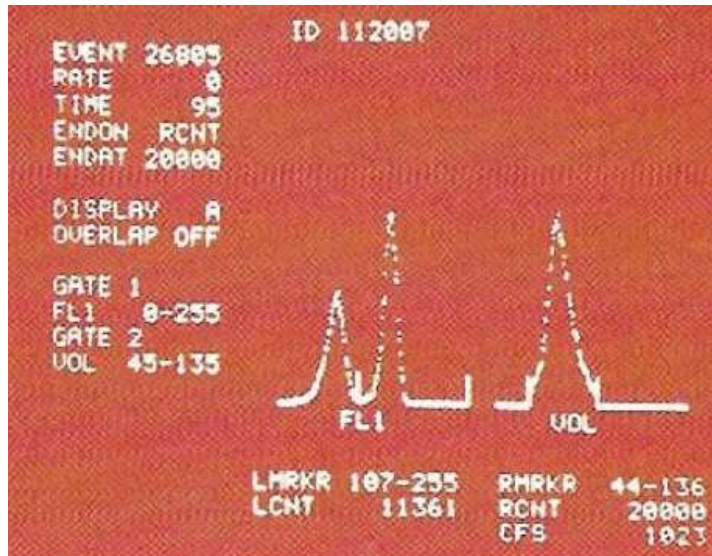 ID 112007
EVENT 26805
RATE 0
TIME 95
ENDON RCNT
ENDAT 20000
DISPLAY A
OVERLAP OFF
GATE 1
FL1 0-255
GATE 2
VOL 45-135
FL1
VOL
LMRKR 107-255
LCNT 11361
RMRKR 44-136
RCNT 20000
CFS 1023